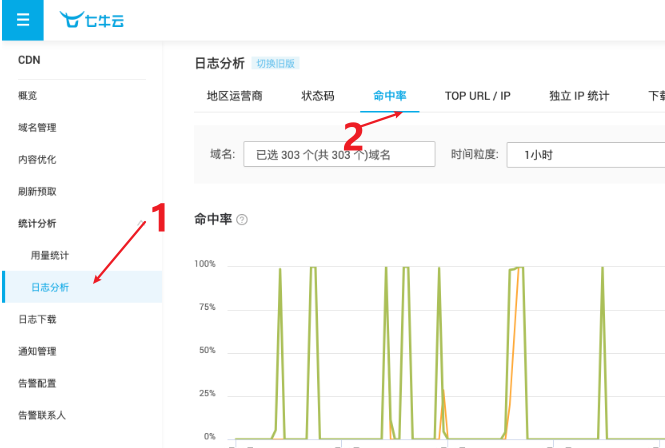 七牛云
CDN
概览
域名管理
内容优化
刷新预取
统计分析
用量统计
日志分析
日志下载
通知管理
告警配置
告警联系人
1
日志分析 切换旧版
地区运营商 状态码 命中率 TOP URL / IP 独立 IP 统计 下载
2
域名: 已选 303 个(共 303 个)域名 时间粒度: 1小时
命中率 ?
100%
75%
50%
25%
0%